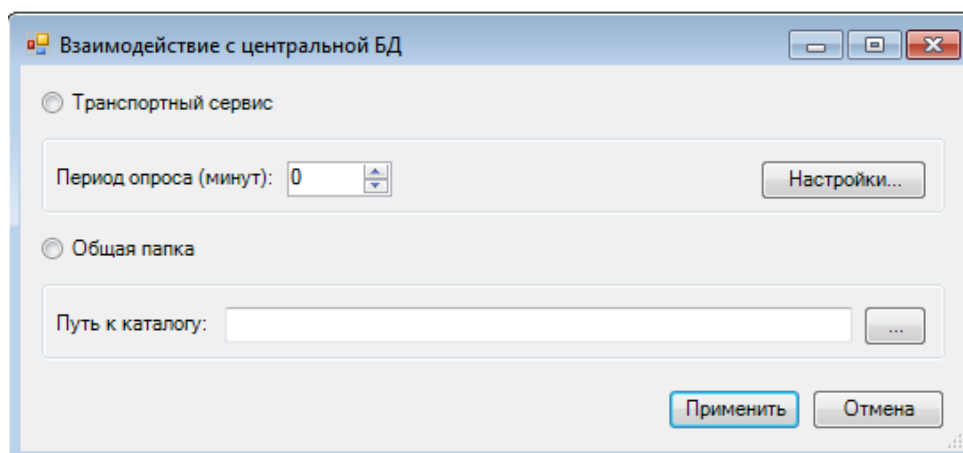 Взаимодействие с центральной БД
Транспортный сервис
Период опроса (минут): 0 Настройки...
Общая папка
Путь к каталогу: ...
Применить Отмена